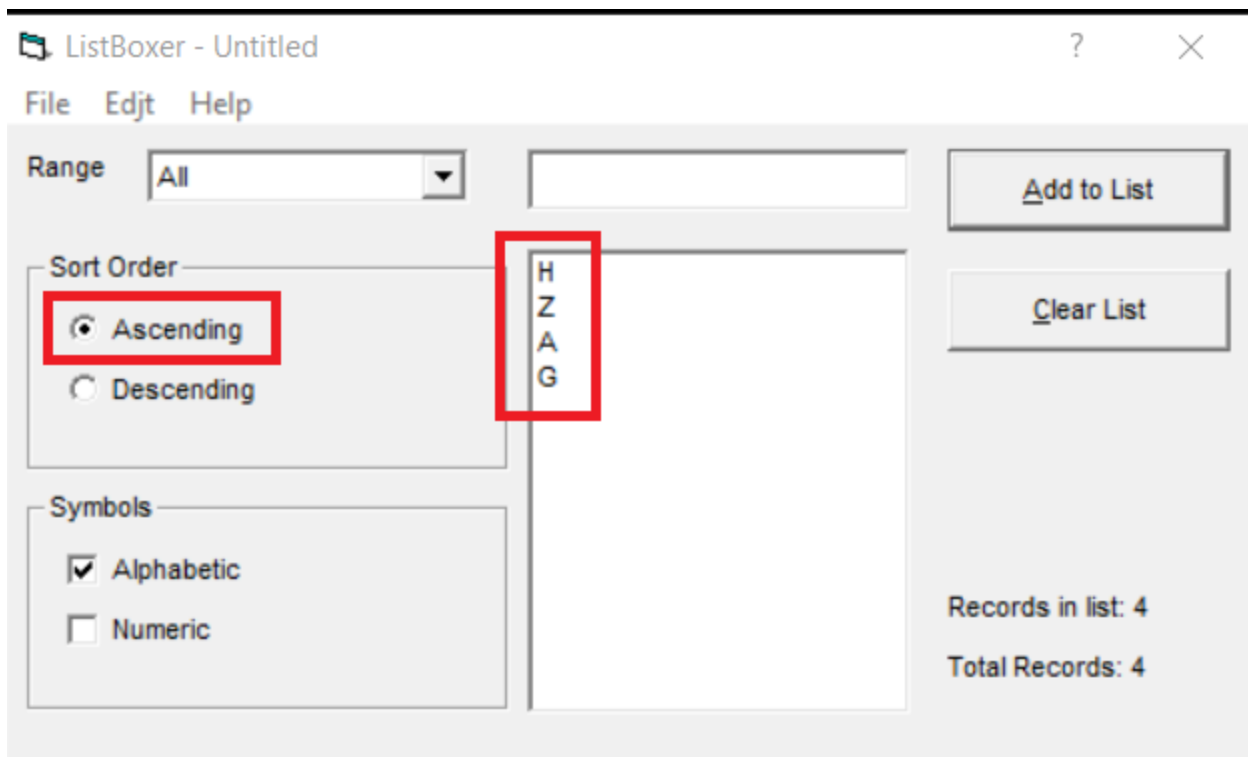 ListBoxer - Untitled ?
File Edjt Help
Range All
Add to List
Sort Order
Ascending
Descending
H
Z
A
G
Clear List
Symbols
Alphabetic
Numeric
Records in list: 4
Total Records: 4